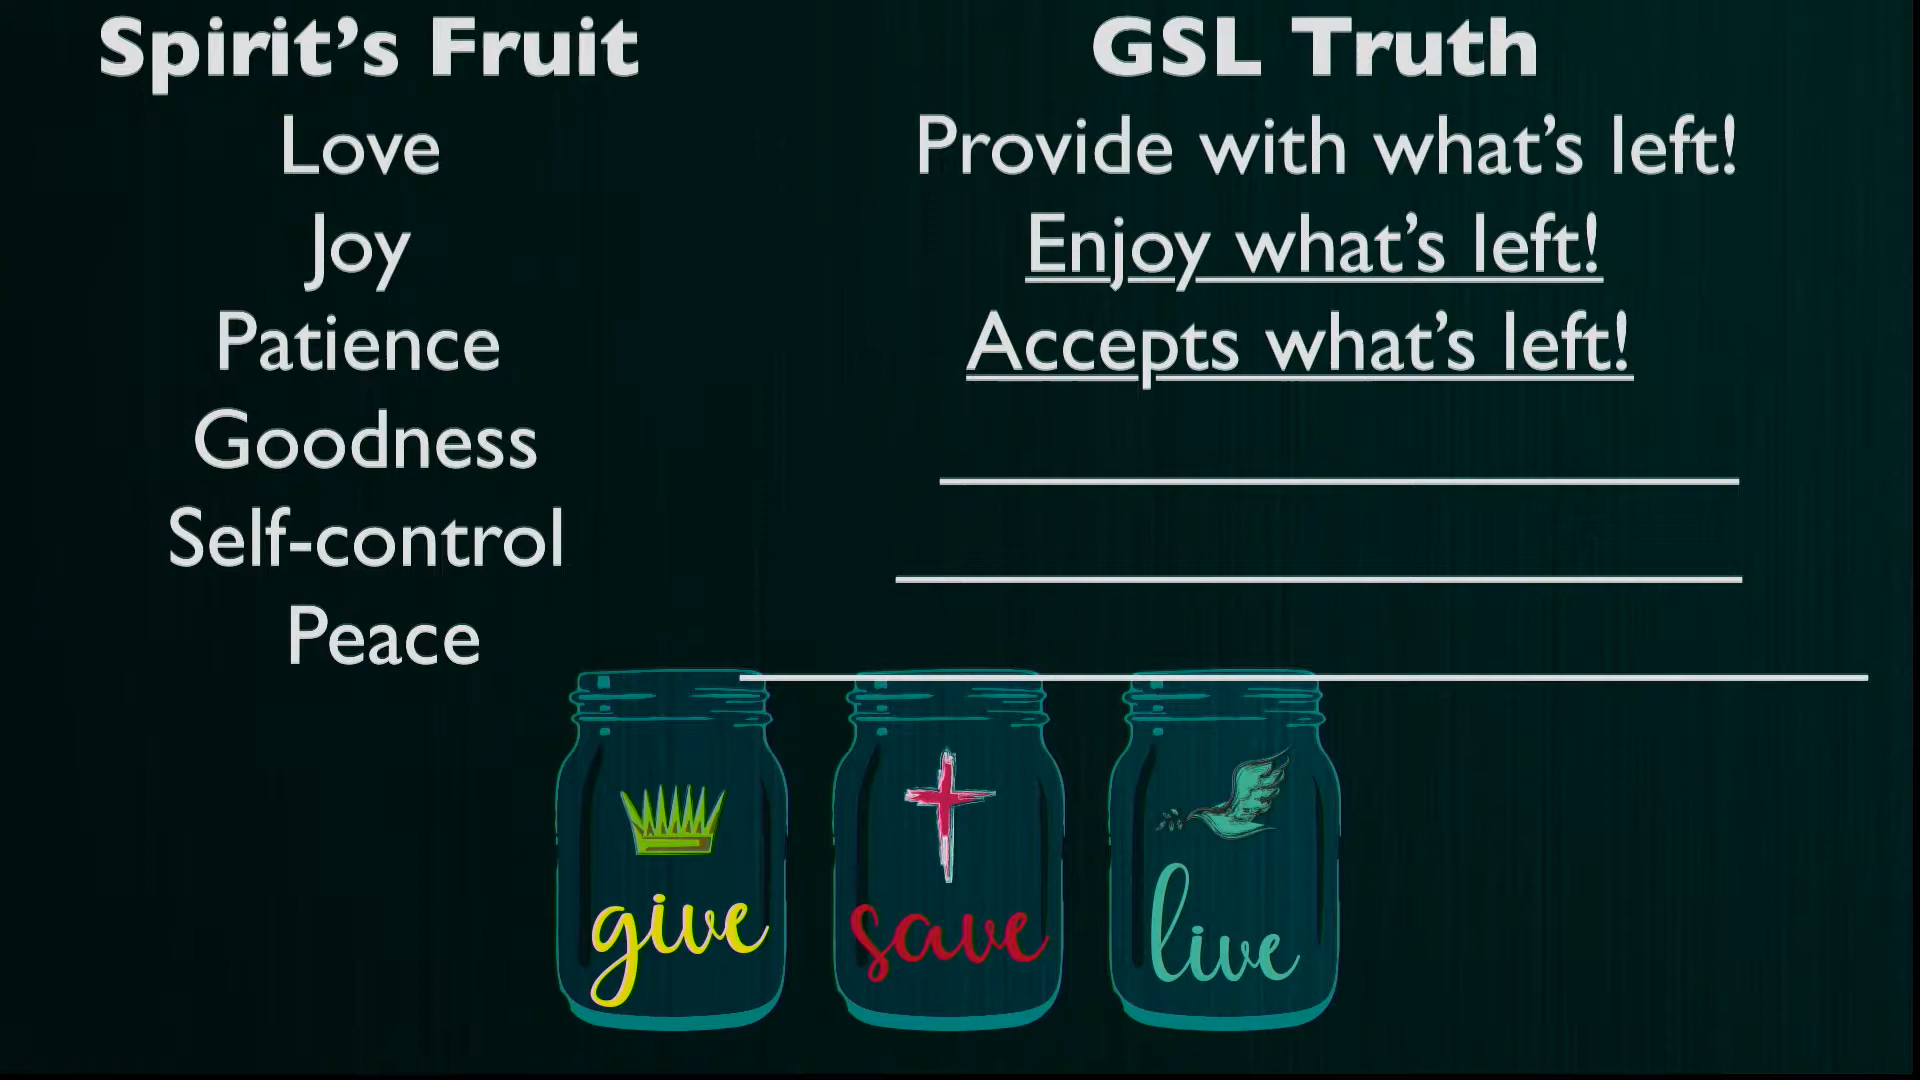 Spirit’s Fruit GSL Truth
Love Provide with what’s left!
Joy Enjoy what’s left!
Patience Accepts what’s left!
Goodness
Self-control
Peace
give save live